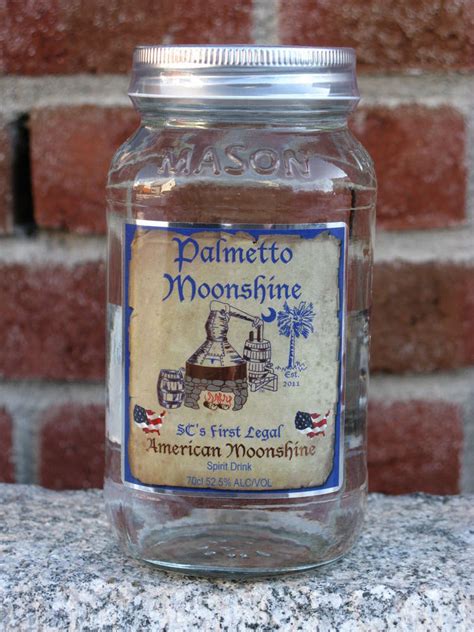 MASON
Palmetto
Moonshine
Est.
2011
SC's First Legal
American Moonshine
Spirit Drink
70cl 52.5% ALC/VOL